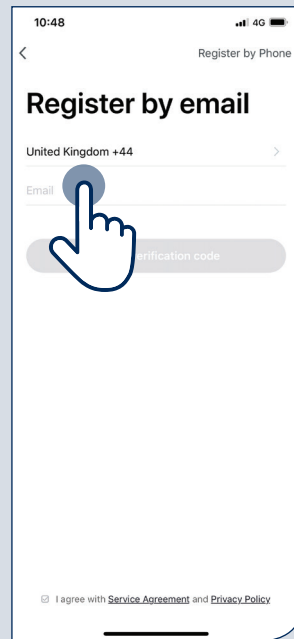 10:48
4G
Register by Phone
Register by email
United Kingdom +44
Email
verification code
I agree with Service Agreement and Privacy Policy